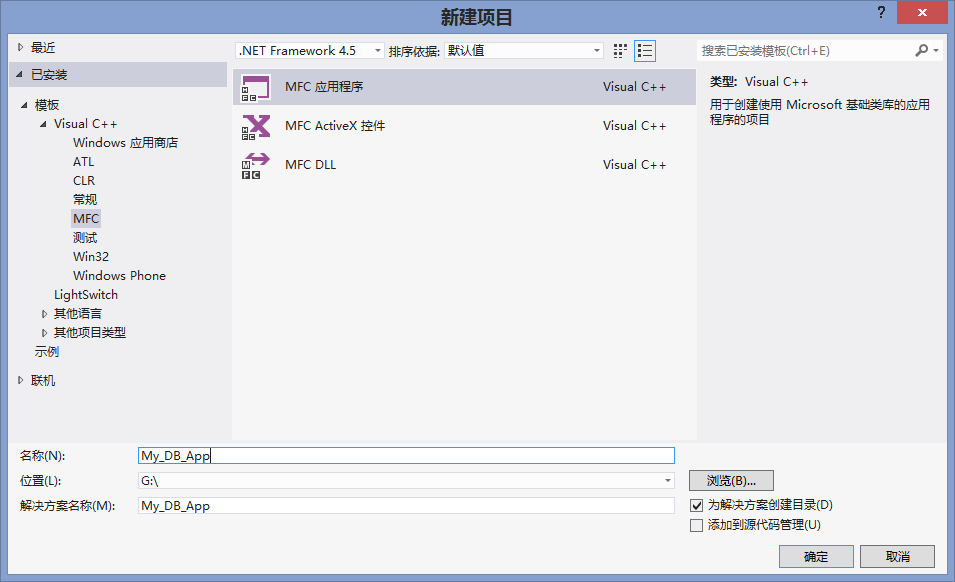 新建项目
?
最近
已安装
模板
Visual C++
Windows 应用商店
ATL
CLR
常规
MFC
测试
Win32
Windows Phone
LightSwitch
其他语言
其他项目类型
示例
联机
.NET Framework 4.5 排序依据: 默认值
MFC 应用程序 Visual C++
MFC ActiveX 控件 Visual C++
MFC DLL Visual C++
搜索已安装模板(Ctrl+E)
类型: Visual C++
用于创建使用 Microsoft 基础类库的应用
程序的项目
名称(N): My_DB_App
位置(L): G:\ 浏览(B)...
解决方案名称(M): My_DB_App 为解决方案创建目录(D)
添加到源代码管理(U)
确定 取消